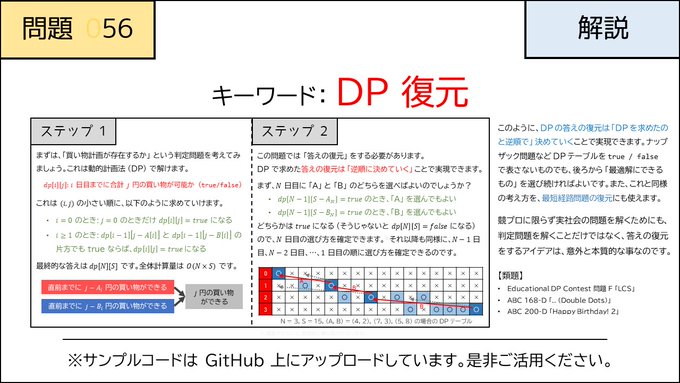 問題 056
解説
キーワード: DP 復元
ステップ 1
まずは、「買い物計画が存在するか」という判定問題を考えてみ
ましょう。これは動的計画法 (DP) で解けます。
dp[i][j]: i 日目までに合計 j 円の買い物が可能か (true/false)
これは (i, j) の小さい順に、以下のように求めていけます。
• i = 0 のとき: j = 0 のときだけ dp[i][j] = true になる
• i ≥ 1 のとき: dp[i−1][j−A[i]] と dp[i−1][j−B[i]] の
片方でも true ならば、dp[i][j] = true になる
最終的な答えは dp[N][S] です。全体計算量は O(N × S) です。
直前までに j − Aᵢ 円の買い物ができる
直前までに j − Bᵢ 円の買い物ができる
j 円の買い物
ができる
ステップ 2
この問題では「答えの復元」をする必要があります。
DP で求めた答えの復元は「逆順に決めていく」ことで実現できます。
まず、N 日目に「A」と「B」のどちらを選べばよいのでしょうか?
• dp[N−1][S−Aₙ] = true のとき、「A」を選んでもよい
• dp[N−1][S−Bₙ] = true のとき、「B」を選んでもよい
どちらかは true になる (そうじゃないと dp[N][S] = false になる)
ので、N 日目の選び方を確定できます。それ以降も同様に、N − 1 日
目、N − 2 日目、…、1 日目の順に選び方を確定できるのです。
0
1
2
3
N = 3, S = 15, (A, B) = (4, 2), (7, 3), (5, 8) の場合の DP テーブル
このように、DP の答えの復元は「DP を求めたの
と逆順で」決めていくことで実現できます。ナップ
ザック問題など DP テーブルを true / false
で表さないものでも、後ろから「最適解にできる
もの」を選び続ければよいです。また、これと同様
の考え方を、最短経路問題の復元にも使えます。
競プロに限らず実社会の問題を解くためにも、
判定問題を解くことだけではなく、答えの復元
をするアイデアは、意外と本質的な事なのです。
【類題】
• Educational DP Contest 問題 F 「LCS」
• ABC 168-D 「.. (Double Dots)」
• ABC 200-D 「Happy Birthday! 2」
※サンプルコードは GitHub 上にアップロードしています。是非ご活用ください。